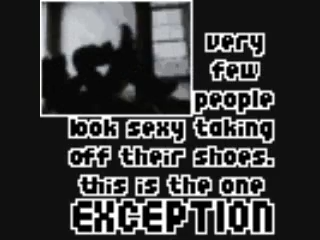 very
few
people
look sexy taking
off their shoes.
this is the one
EXCEPTION